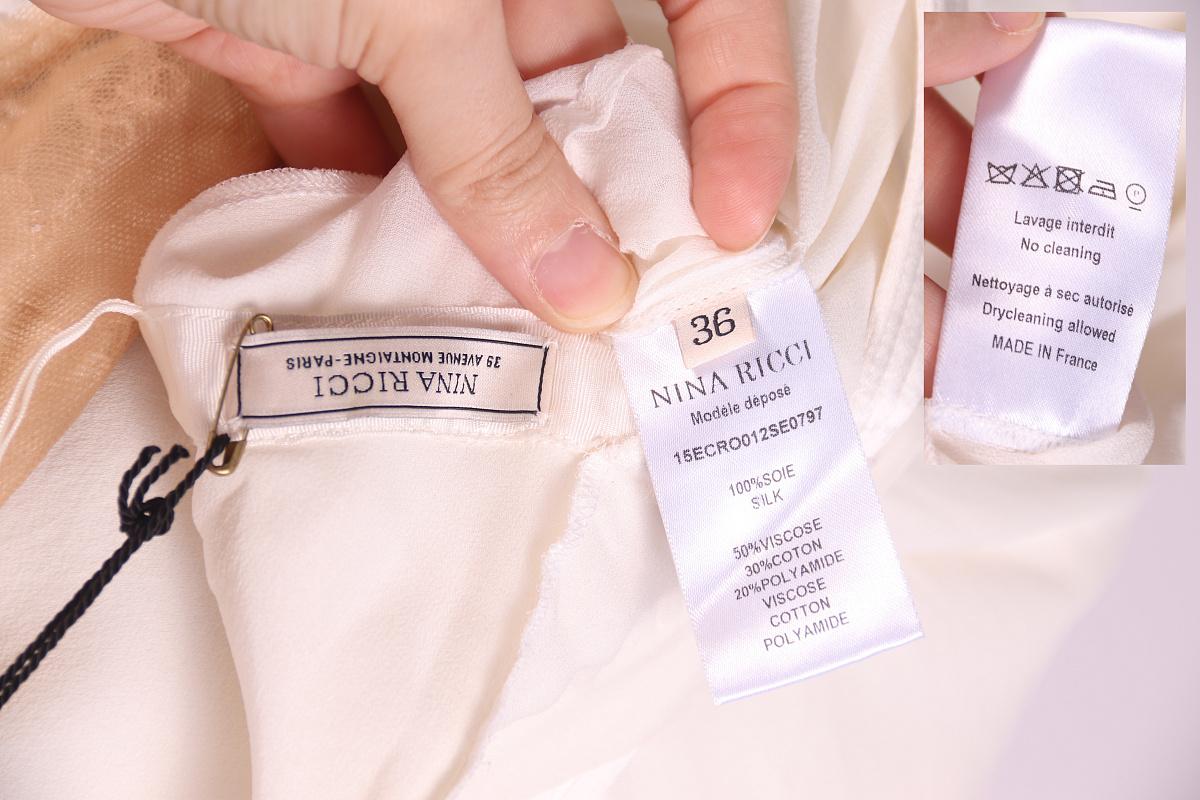 NINA RICCI
39 AVENUE MONTAIGNE-PARIS
36
NINA RICCI
Modèle déposé
15ECRO012SE0797
100%SOIE
SILK
50%VISCOSE
30%COTON
20%POLYAMIDE
VISCOSE
COTTON
POLYAMIDE
P
Lavage interdit
No cleaning
Nettoyage à sec autorisé
Drycleaning allowed
MADE IN France